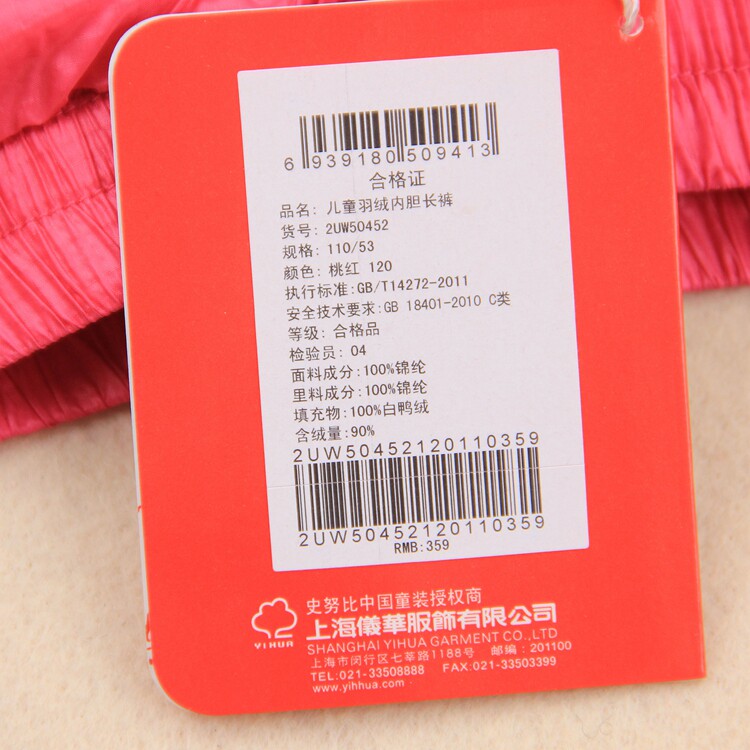 6 939180 509413
合格证
品名: 儿童羽绒内胆长裤
货号: 2UW50452
规格: 110/53
颜色: 桃红 120
执行标准:GB/T14272-2011
安全技术要求:GB 18401-2010 C类
等级: 合格品
检验员: 04
面料成分:100%锦纶
里料成分:100%锦纶
填充物:100%白鸭绒
含绒量:90%
2UW50452120110359
2UW50452120110359
RMB:359
史努比中国童装授权商
YIHUA 上海儀華服飾有限公司
SHANGHAI YIHUA GARMENT CO.,LTD
上海市闵行区七莘路1188号 邮编:201100
TEL:021-33508888 FAX:021-33503399
www.yihhua.com